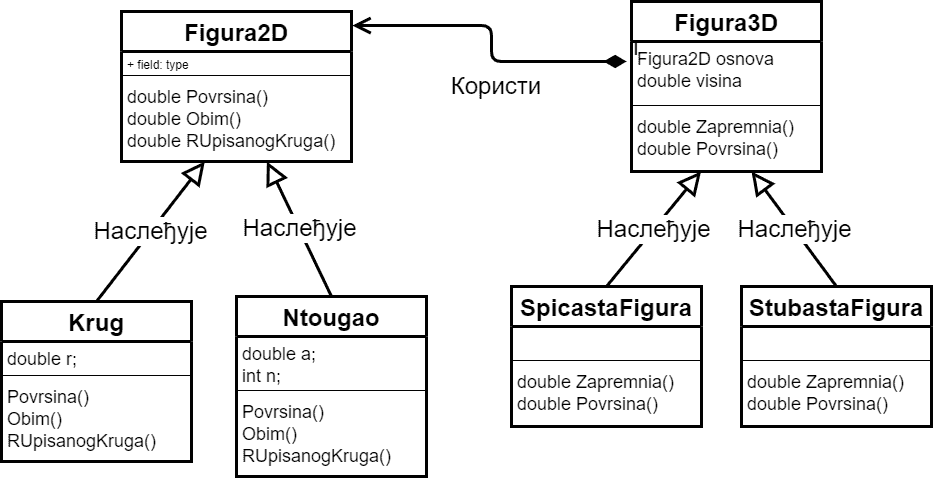 Figura2D
+ field: type
double Povrsina()
double Obim()
double RUpisanogKruga()
Користи
Figura3D
Figura2D osnova
double visina
double Zapremnia()
double Povrsina()
Наслеђује
Наслеђује
Наслеђује
Наслеђује
Krug
double r;
Povrsina()
Obim()
RUpisanogKruga()
Ntougao
double a;
int n;
Povrsina()
Obim()
RUpisanogKruga()
SpicastaFigura
double Zapremnia()
double Povrsina()
StubastaFigura
double Zapremnia()
double Povrsina()